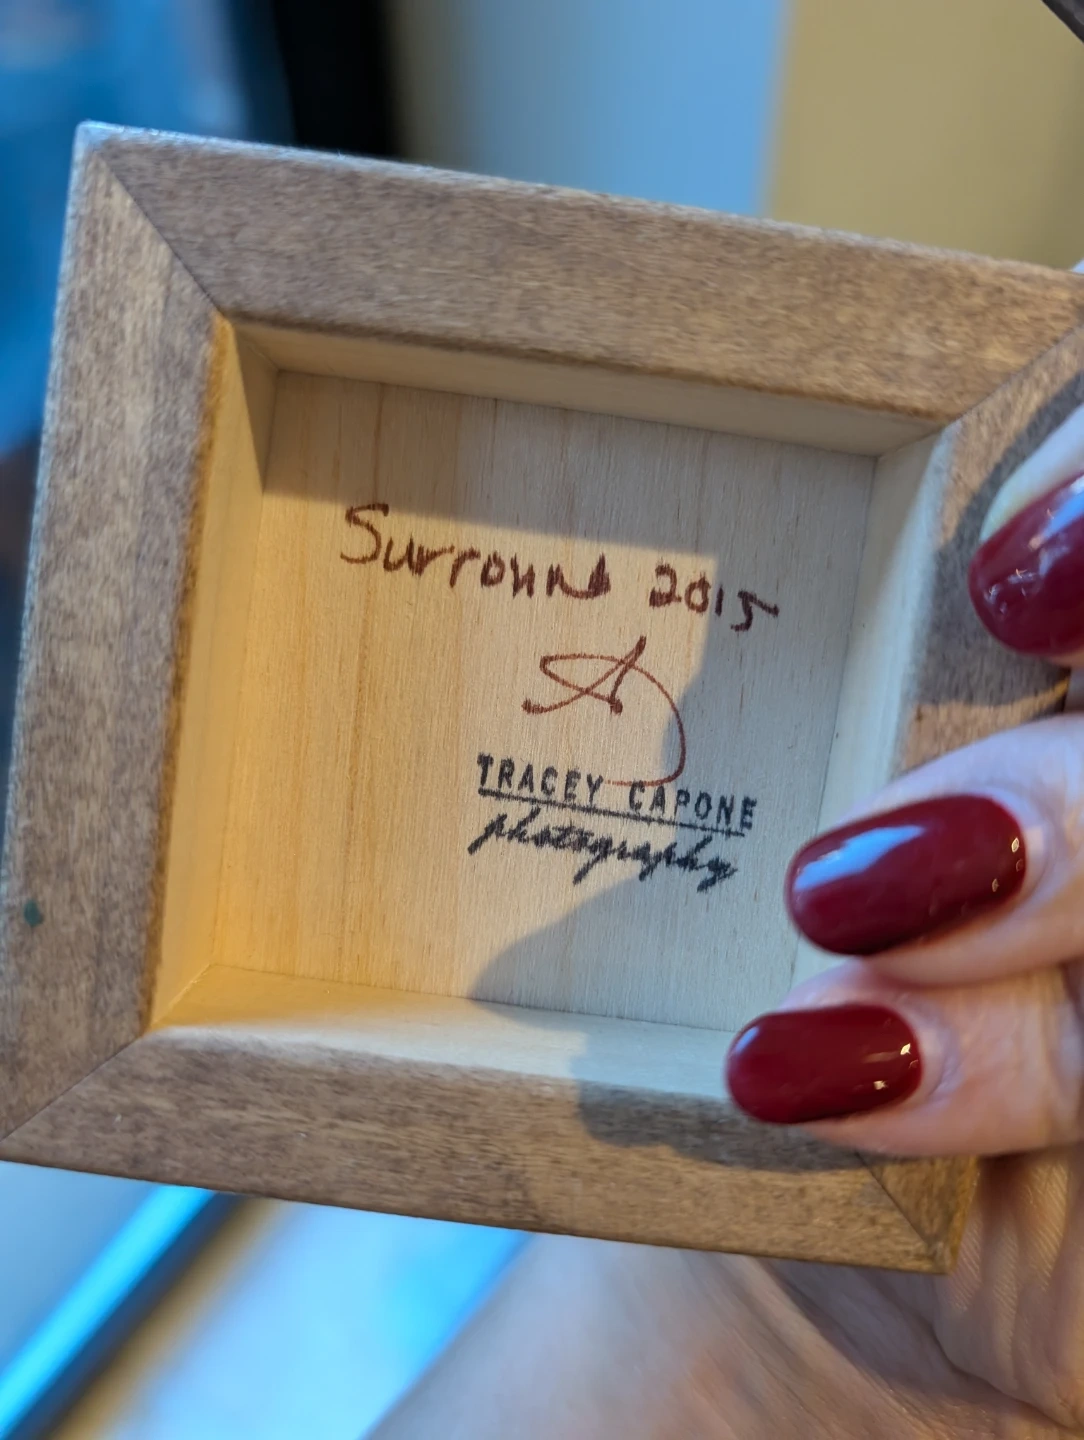 Surround 2015
TRACEY CAPONE
photography